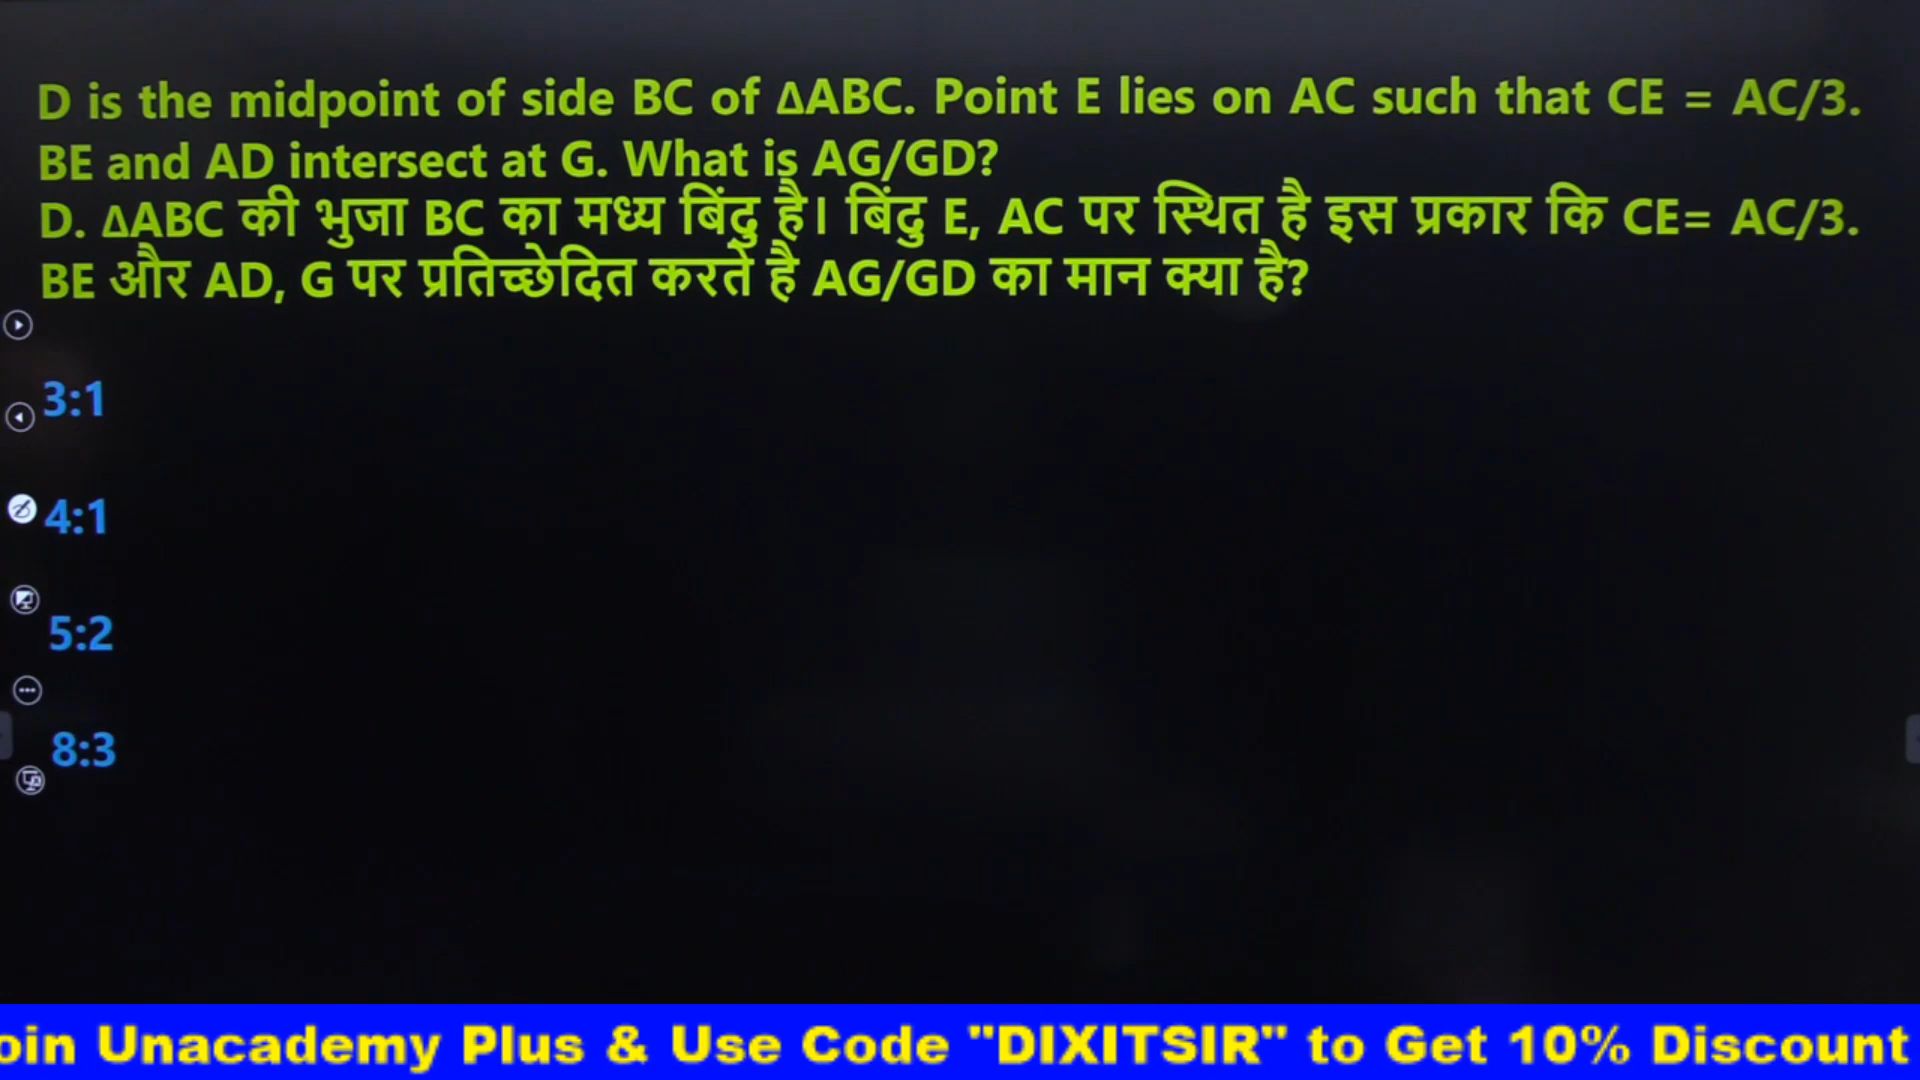 D is the midpoint of side BC of ΔABC. Point E lies on AC such that CE = AC/3.
BE and AD intersect at G. What is AG/GD?
D. ΔABC की भुजा BC का मध्य बिंदु है। बिंदु E, AC पर स्थित है इस प्रकार कि CE= AC/3.
BE और AD, G पर प्रतिच्छेदित करते है AG/GD का मान क्या है?
3:1
4:1
5:2
8:3
oin Unacademy Plus & Use Code "DIXITSIR" to Get 10% Discount